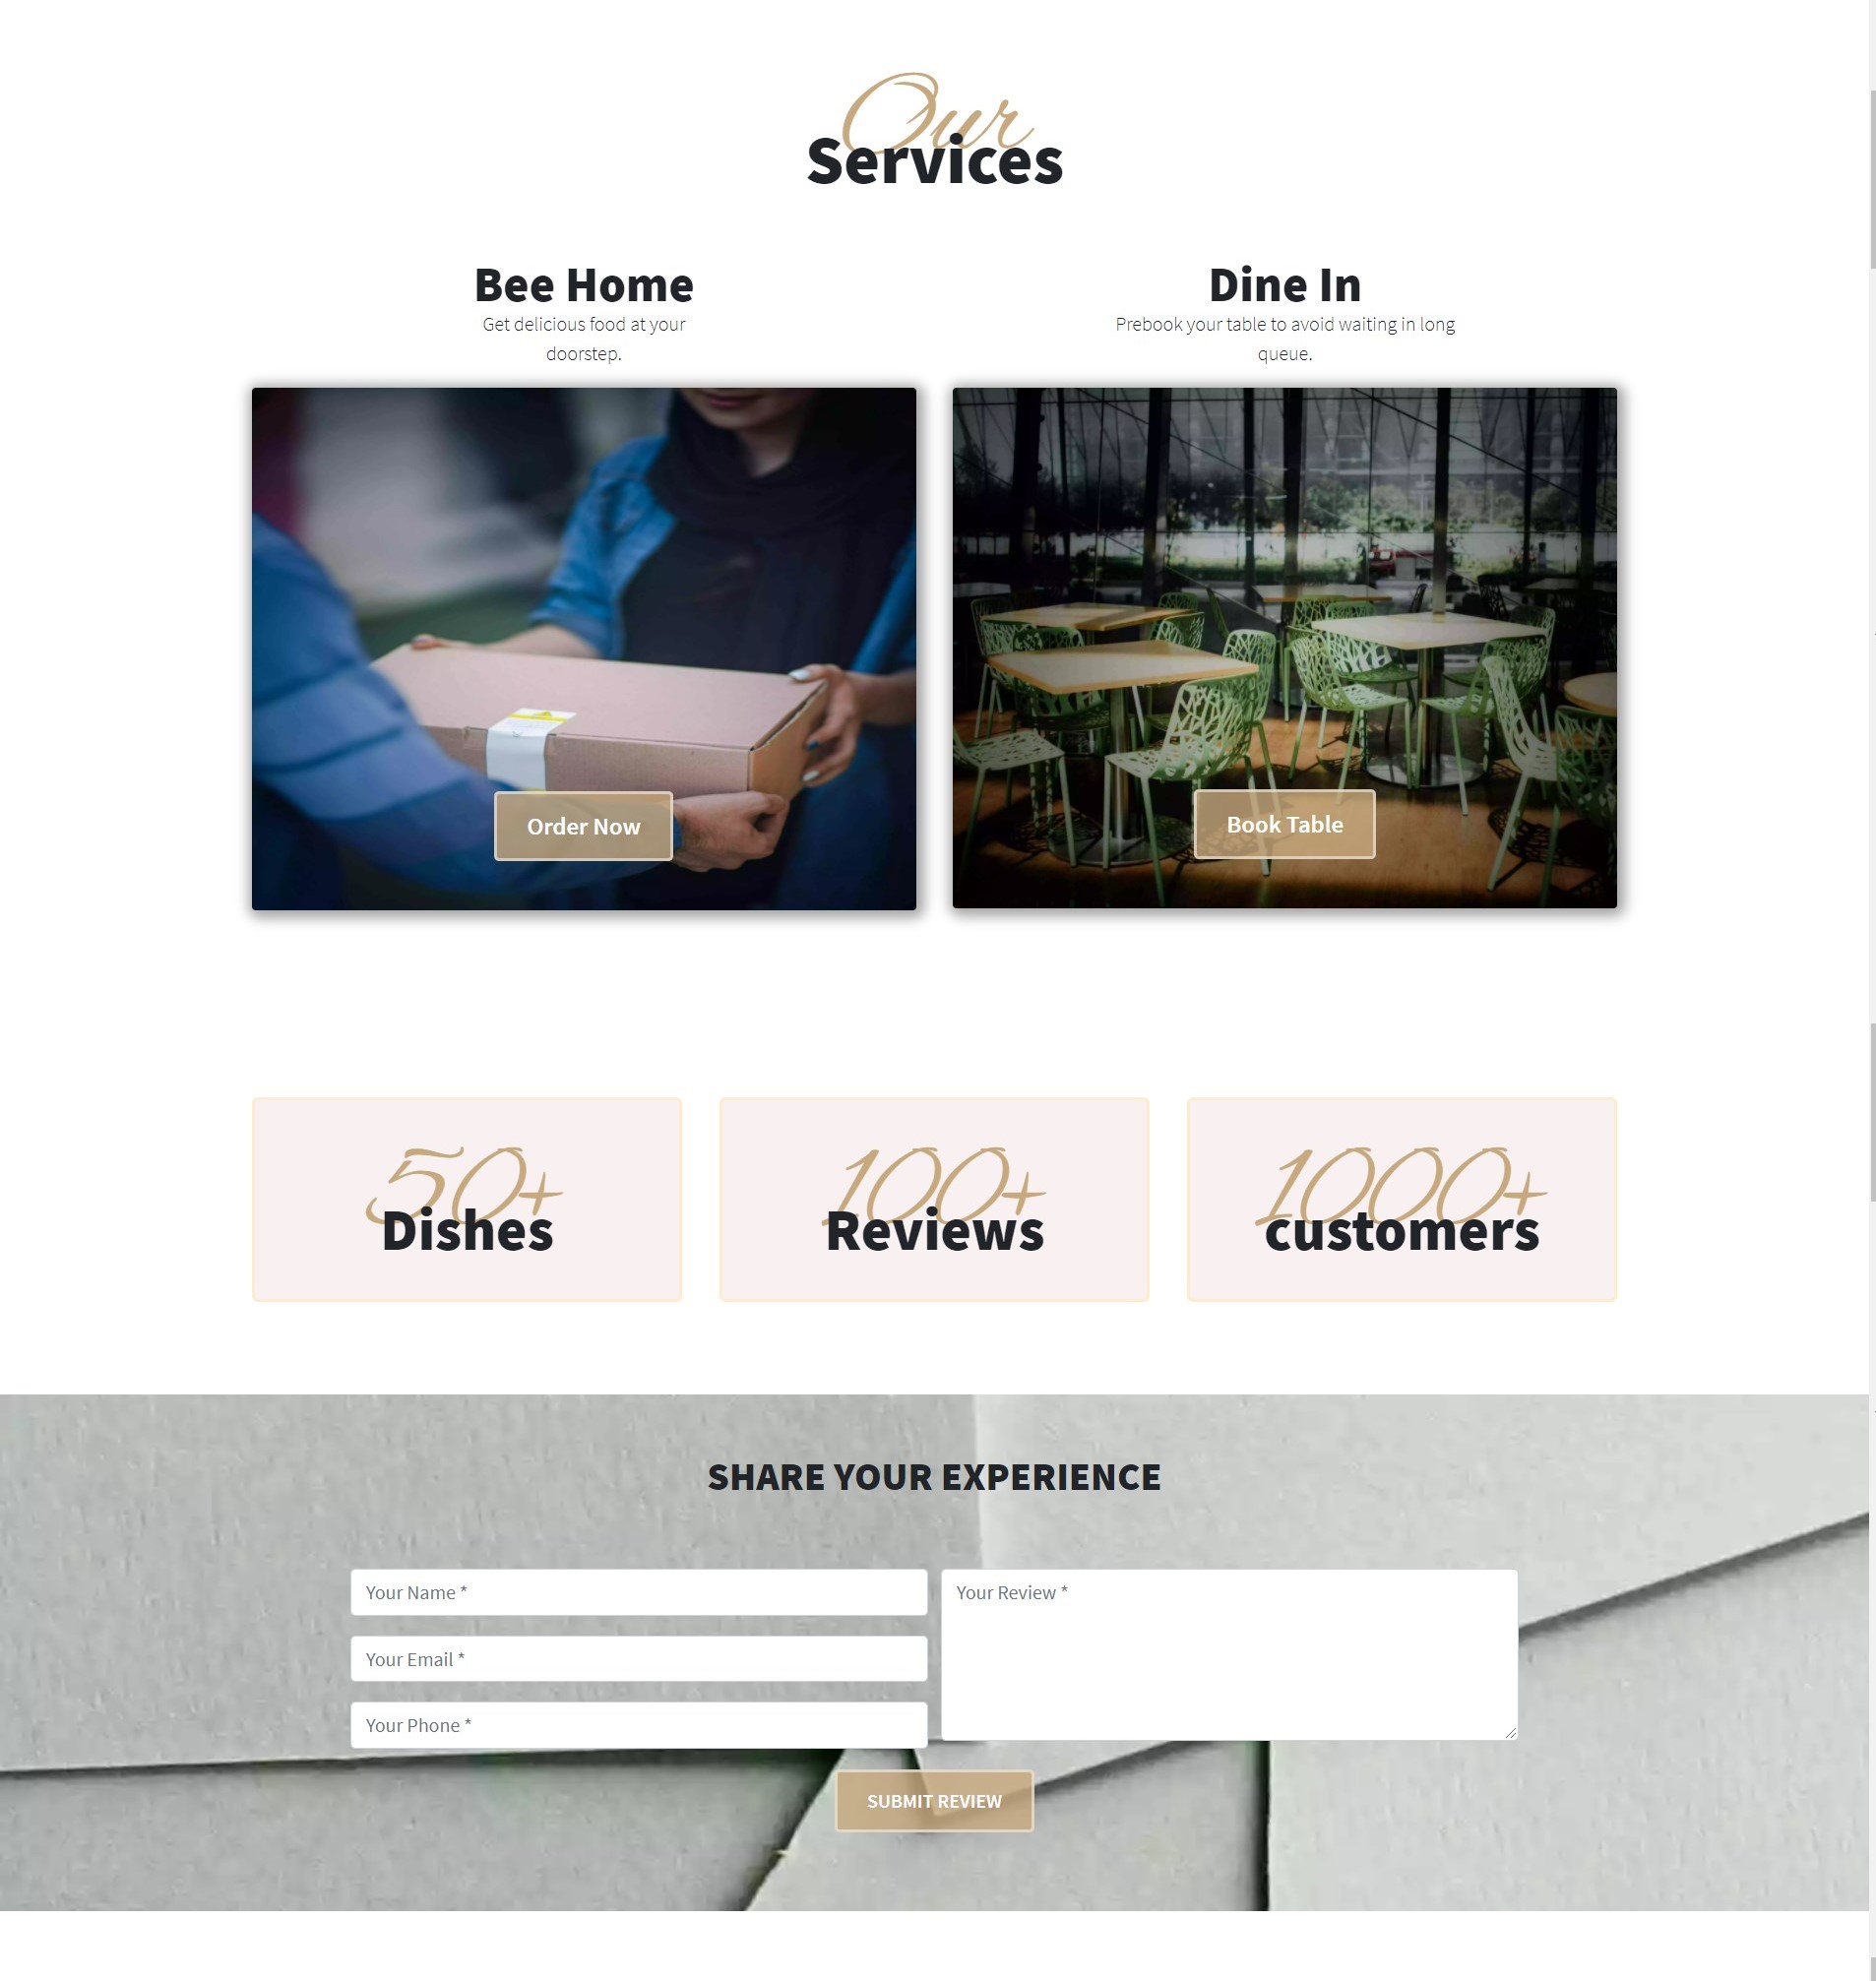 Our
Services
Bee Home
Get delicious food at your
doorstep.
Order Now
Dine In
Prebook your table to avoid waiting in long
queue.
Book Table
50+
Dishes
100+
Reviews
1000+
customers
SHARE YOUR EXPERIENCE
Your Name *
Your Email *
Your Phone *
Your Review *
SUBMIT REVIEW